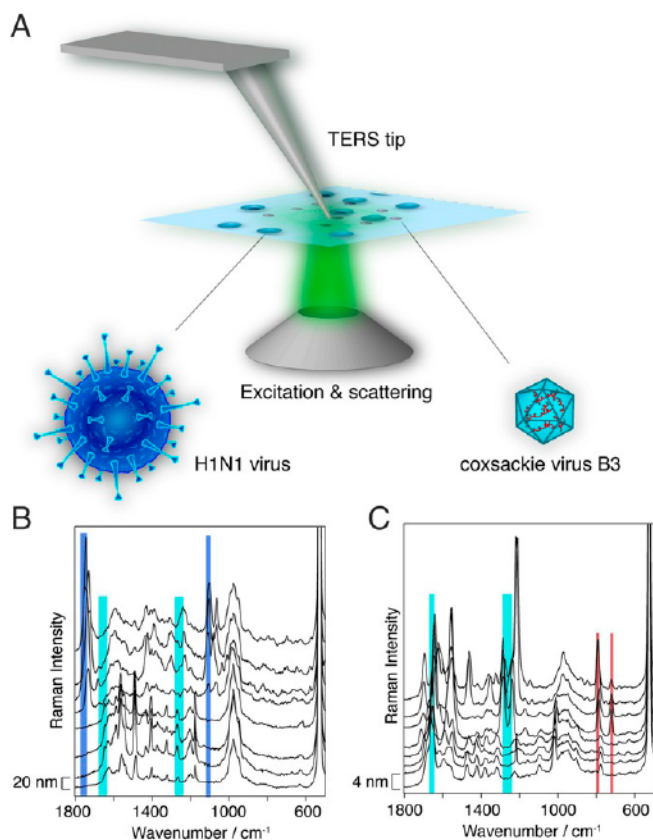 A
TERS tip
Excitation & scattering
H1N1 virus
coxsackie virus B3
B
Raman Intensity
20 nm
1800
1400
1000
600
Wavenumber / cm⁻¹
C
Raman Intensity
4 nm
1800
1400
1000
600
Wavenumber / cm⁻¹